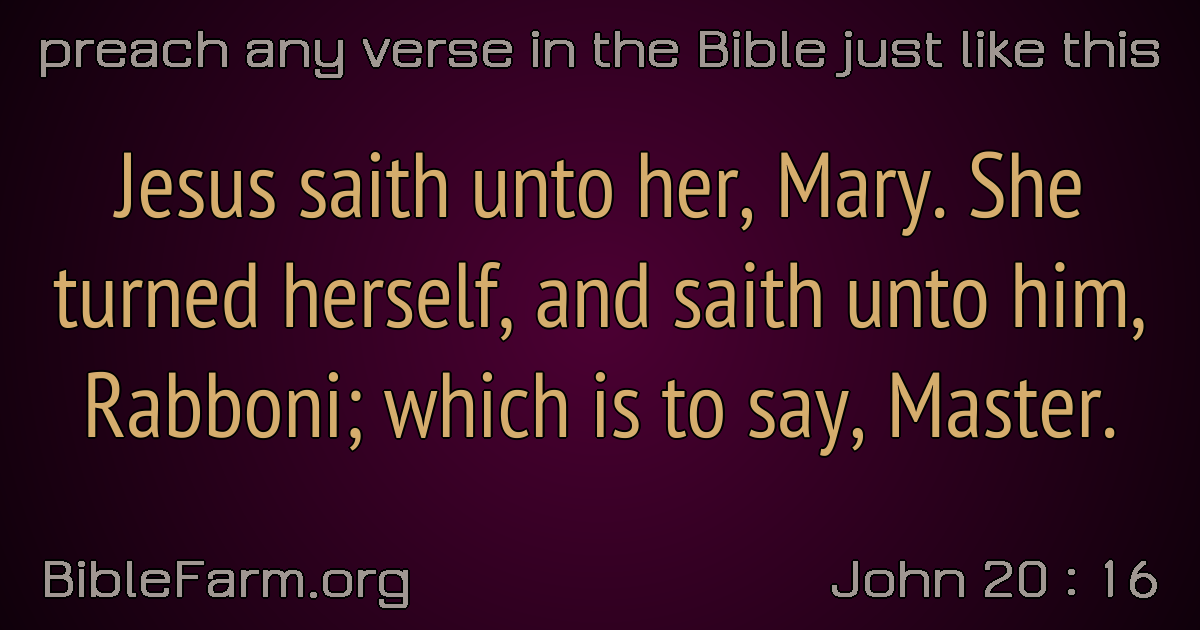 preach any verse in the Bible just like this
Jesus saith unto her, Mary. She
turned herself, and saith unto him,
Rabboni; which is to say, Master.
BibleFarm.org
John 20 : 16